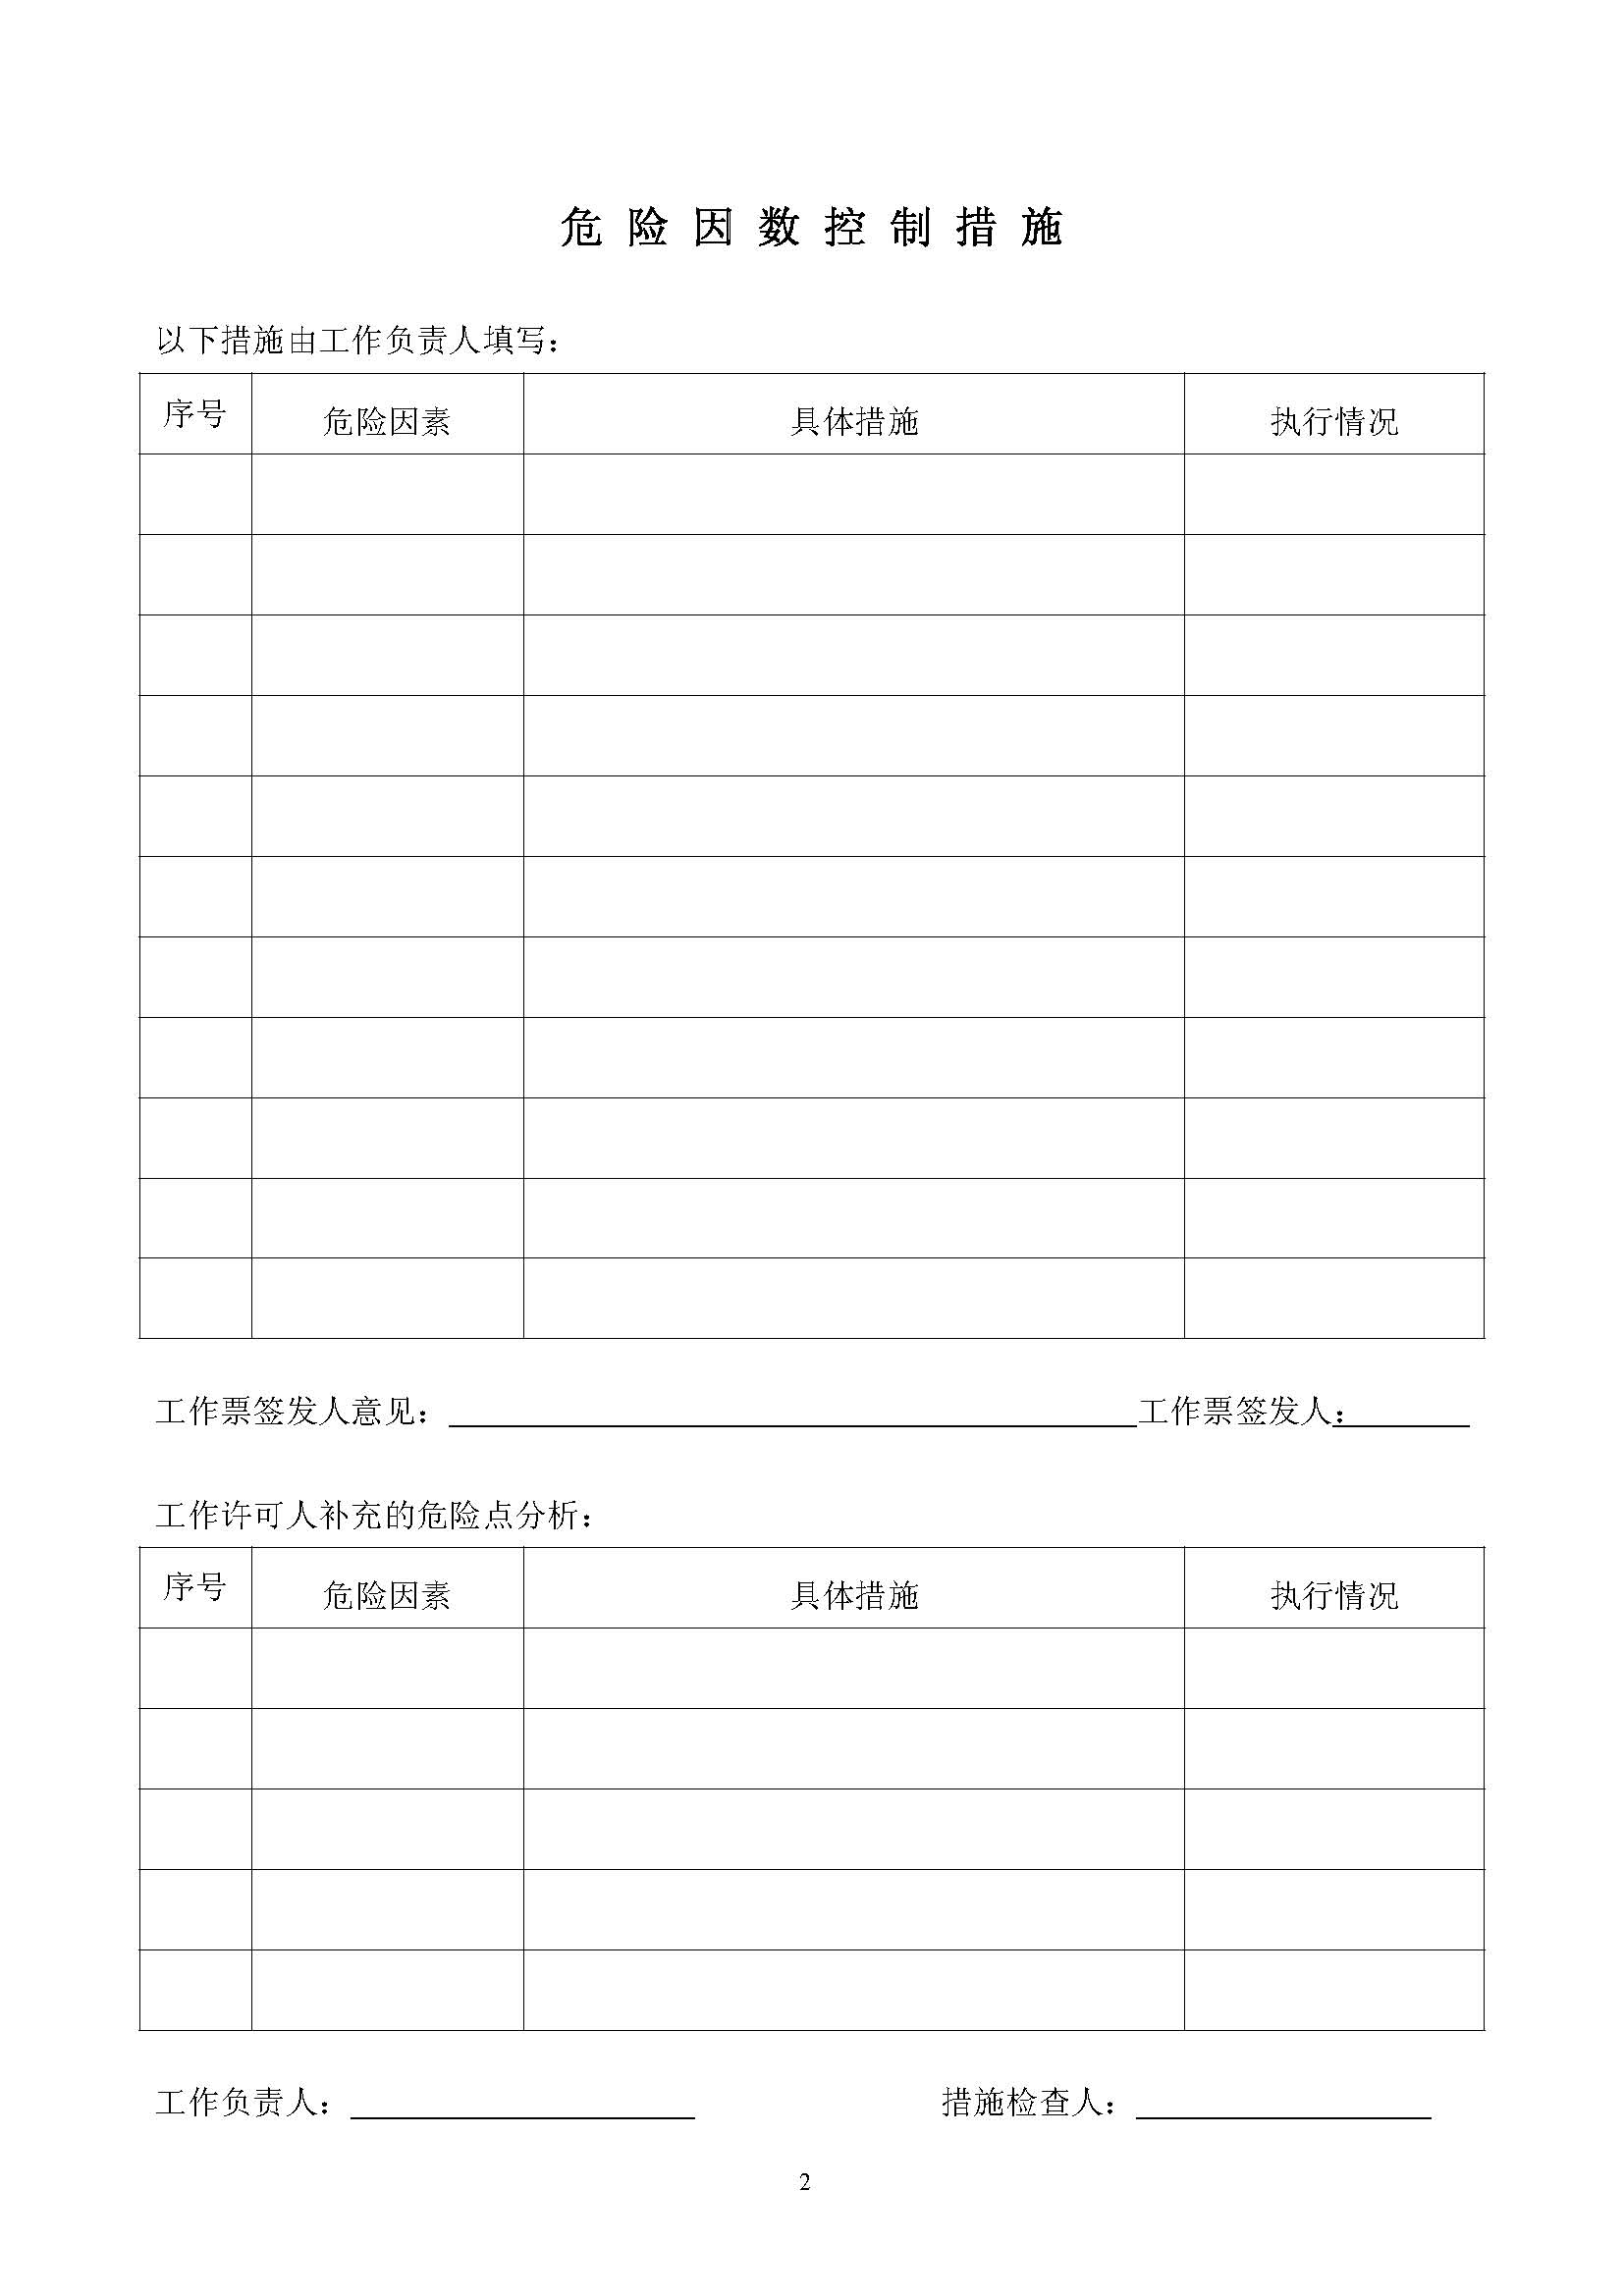 危险因数控制措施
以下措施由工作负责人填写：
序号 危险因素 具体措施 执行情况
工作票签发人意见： 工作票签发人：
工作许可人补充的危险点分析：
序号 危险因素 具体措施 执行情况
工作负责人： 措施检查人：
2